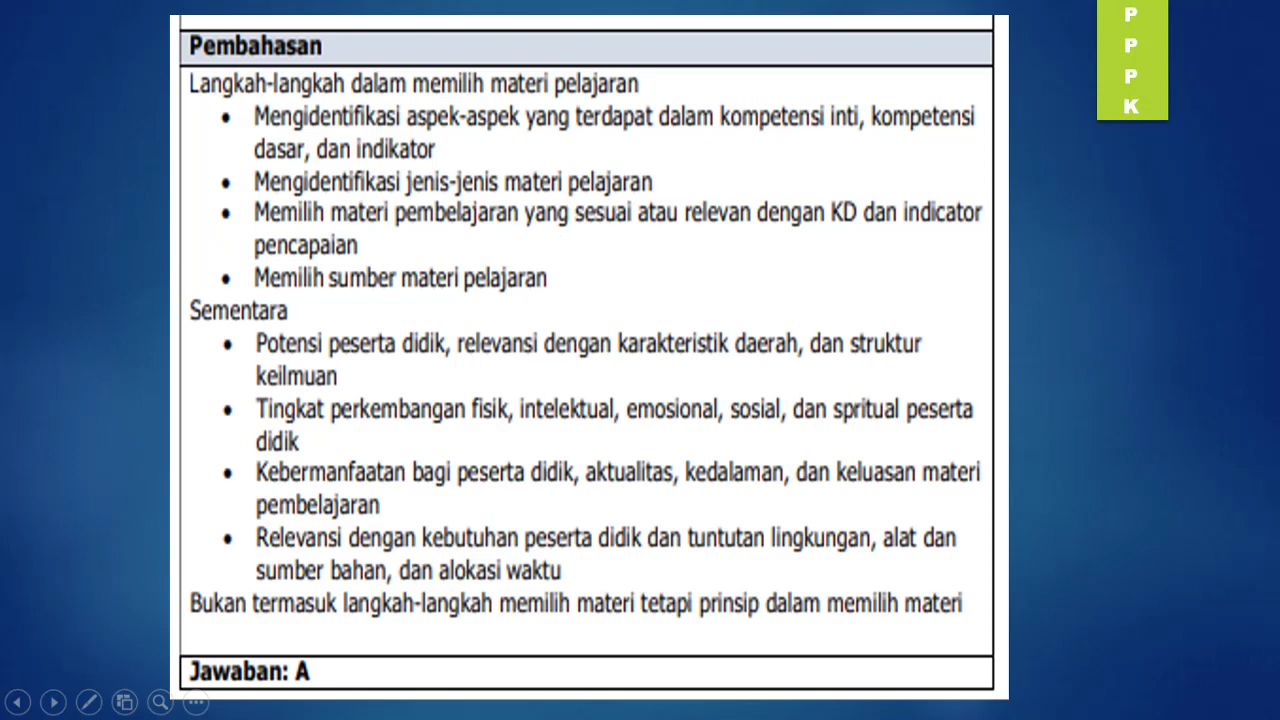 P
P
P
K
Pembahasan
Langkah-langkah dalam memilih materi pelajaran
• Mengidentifikasi aspek-aspek yang terdapat dalam kompetensi inti, kompetensi
dasar, dan indikator
• Mengidentifikasi jenis-jenis materi pelajaran
• Memilih materi pembelajaran yang sesuai atau relevan dengan KD dan indicator
pencapaian
• Memilih sumber materi pelajaran
Sementara
• Potensi peserta didik, relevansi dengan karakteristik daerah, dan struktur
keilmuan
• Tingkat perkembangan fisik, intelektual, emosional, sosial, dan spritual peserta
didik
• Kebermanfaatan bagi peserta didik, aktualitas, kedalaman, dan keluasan materi
pembelajaran
• Relevansi dengan kebutuhan peserta didik dan tuntutan lingkungan, alat dan
sumber bahan, dan alokasi waktu
Bukan termasuk langkah-langkah memilih materi tetapi prinsip dalam memilih materi
Jawaban: A